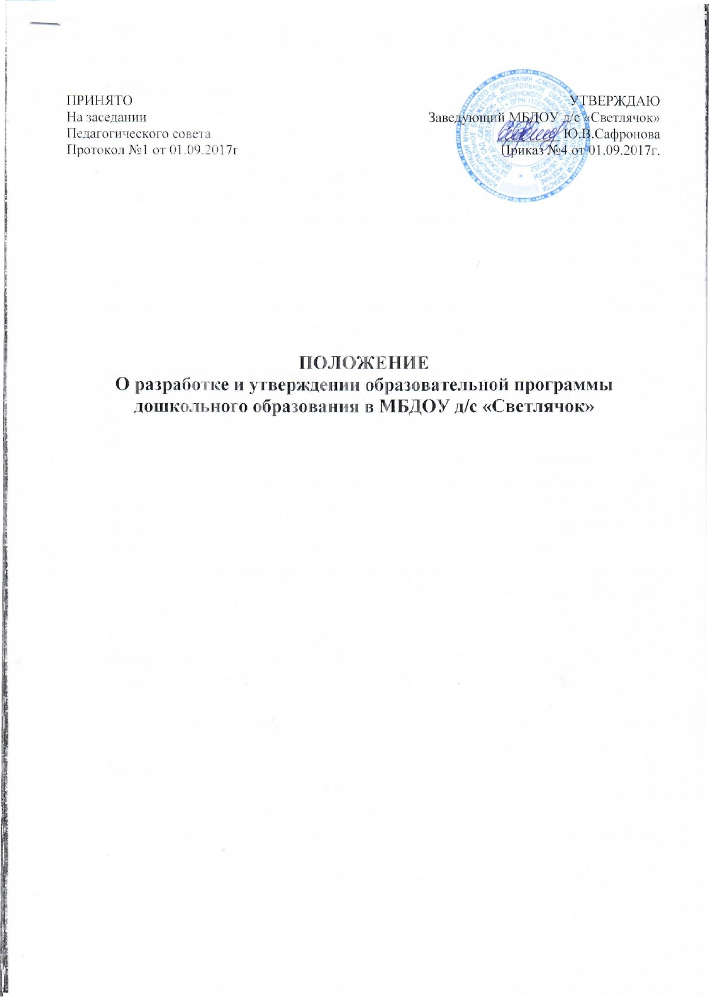 ПРИНЯТО
На заседании
Педагогического совета
Протокол №1 от 01.09.2017г
УТВЕРЖДАЮ
Заведующий МБДОУ д/с «Светлячок»
Ю.В.Сафронова
Приказ №4 от 01.09.2017г.
ПОЛОЖЕНИЕ
О разработке и утверждении образовательной программы
дошкольного образования в МБДОУ д/с «Светлячок»